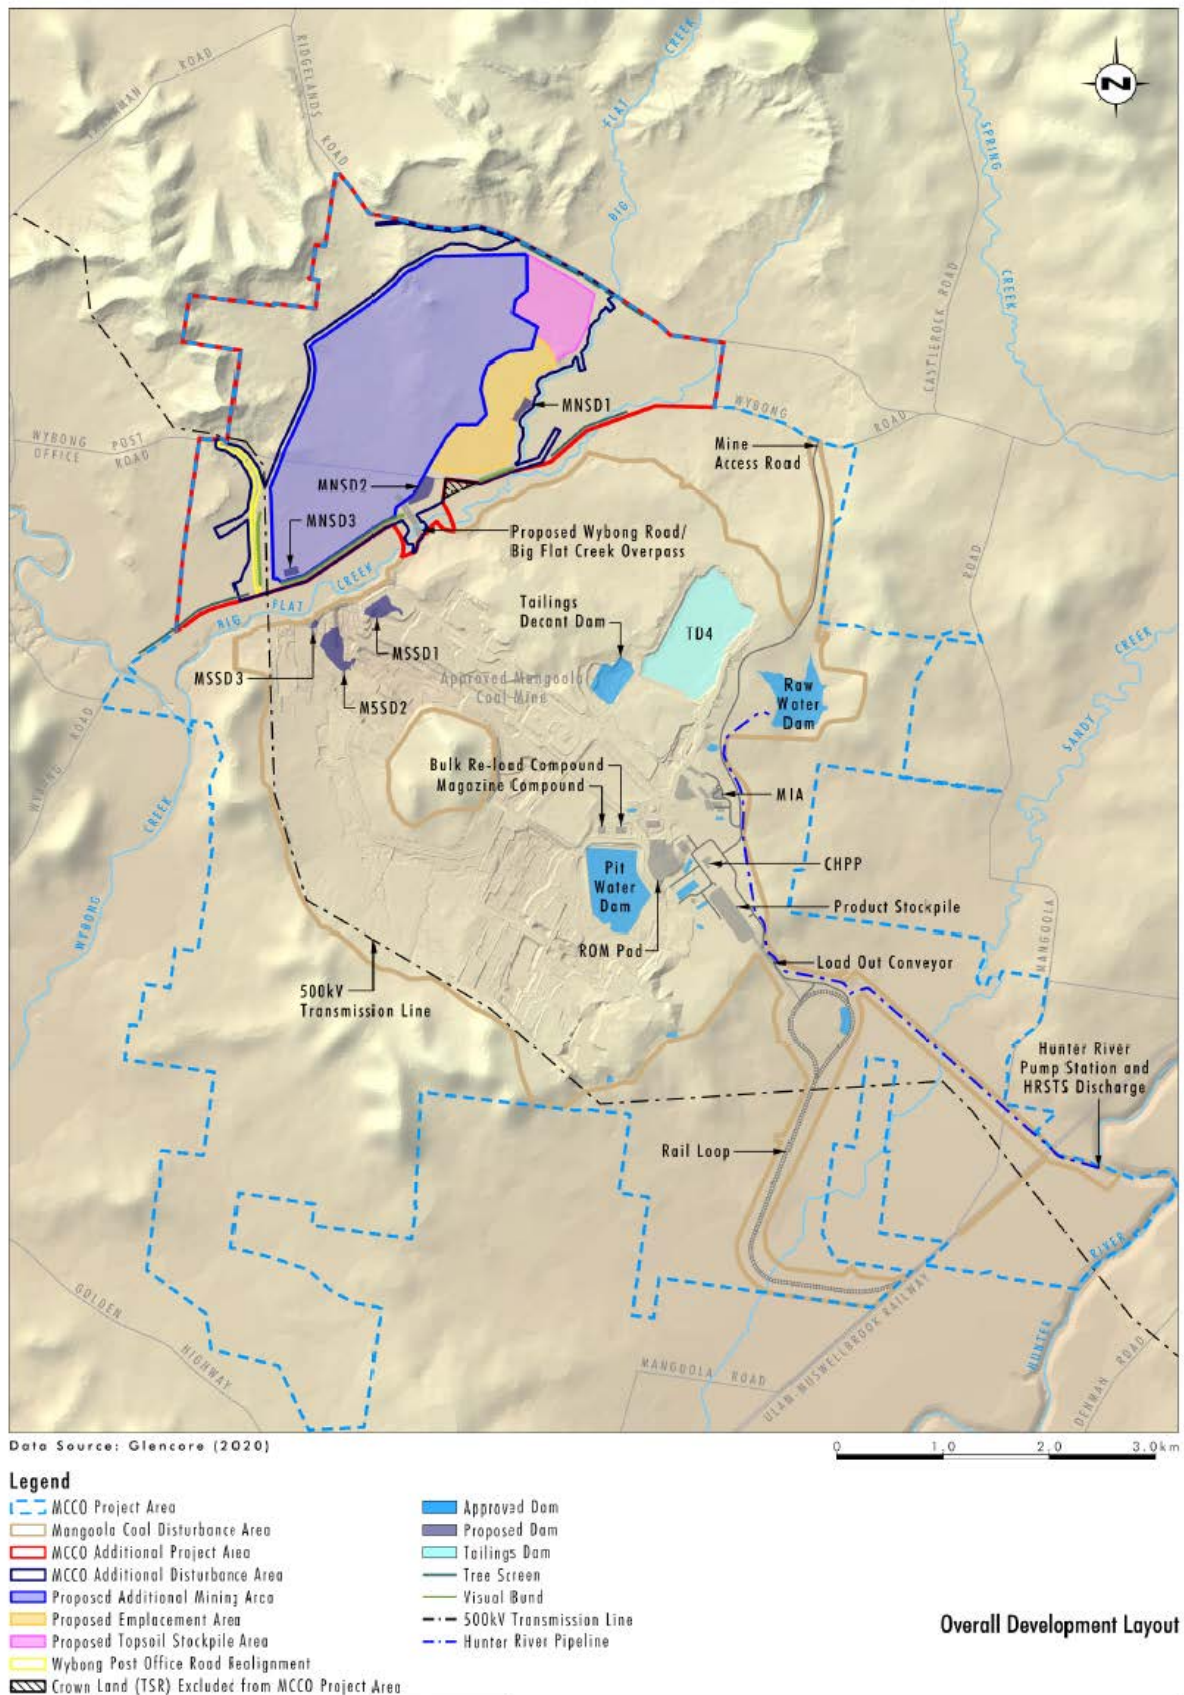 CREEK
FLAT
BIG
ROAD
RIDGELANDS
ROAD
N
SPRING
CREEK
CASTLEROCK ROAD
WYBONG
ROAD
WYBONG POST
OFFICE ROAD
MNSD1
Mine
Access Road
MNSD2
MNSD3
Proposed Wybong Road/
Big Flat Creek Overpass
BIG FLAT CREEK
ROAD
CREEK
Tailings
Decant Dam
TD4
MSSD1
MSSD3
MSSD2
Approved Mangoola
Coal Mine
Raw
Water
Dam
SANDY
WYBONG ROAD
CREEK
WYBONG
Bulk Re-load Compound
Magazine Compound
MIA
CHPP
Pit
Water
Dam
Product Stockpile
MANGOOLA
ROM Pad
Load Out Conveyor
500kV
Transmission Line
Hunter River
Pump Station and
HRSTS Discharge
Rail Loop
RIVER
HUNTER
GOLDEN
HIGHWAY
MANGOOLA ROAD
ULAN-MUSWELLBROOK RAILWAY
DENMAN ROAD
Data Source: Glencore (2020)
0 1,0 2,0 3,0km
Legend
MCCO Project Area
Mangoola Coal Disturbance Area
MCCO Additional Project Area
MCCO Additional Disturbance Area
Proposed Additional Mining Area
Proposed Emplacement Area
Proposed Topsoil Stockpile Area
Wybong Post Office Road Realignment
Crown Land (TSR) Excluded from MCCO Project Area
Approved Dam
Proposed Dam
Tailings Dam
Tree Screen
Visual Bund
500kV Transmission Line
Hunter River Pipeline
Overall Development Layout